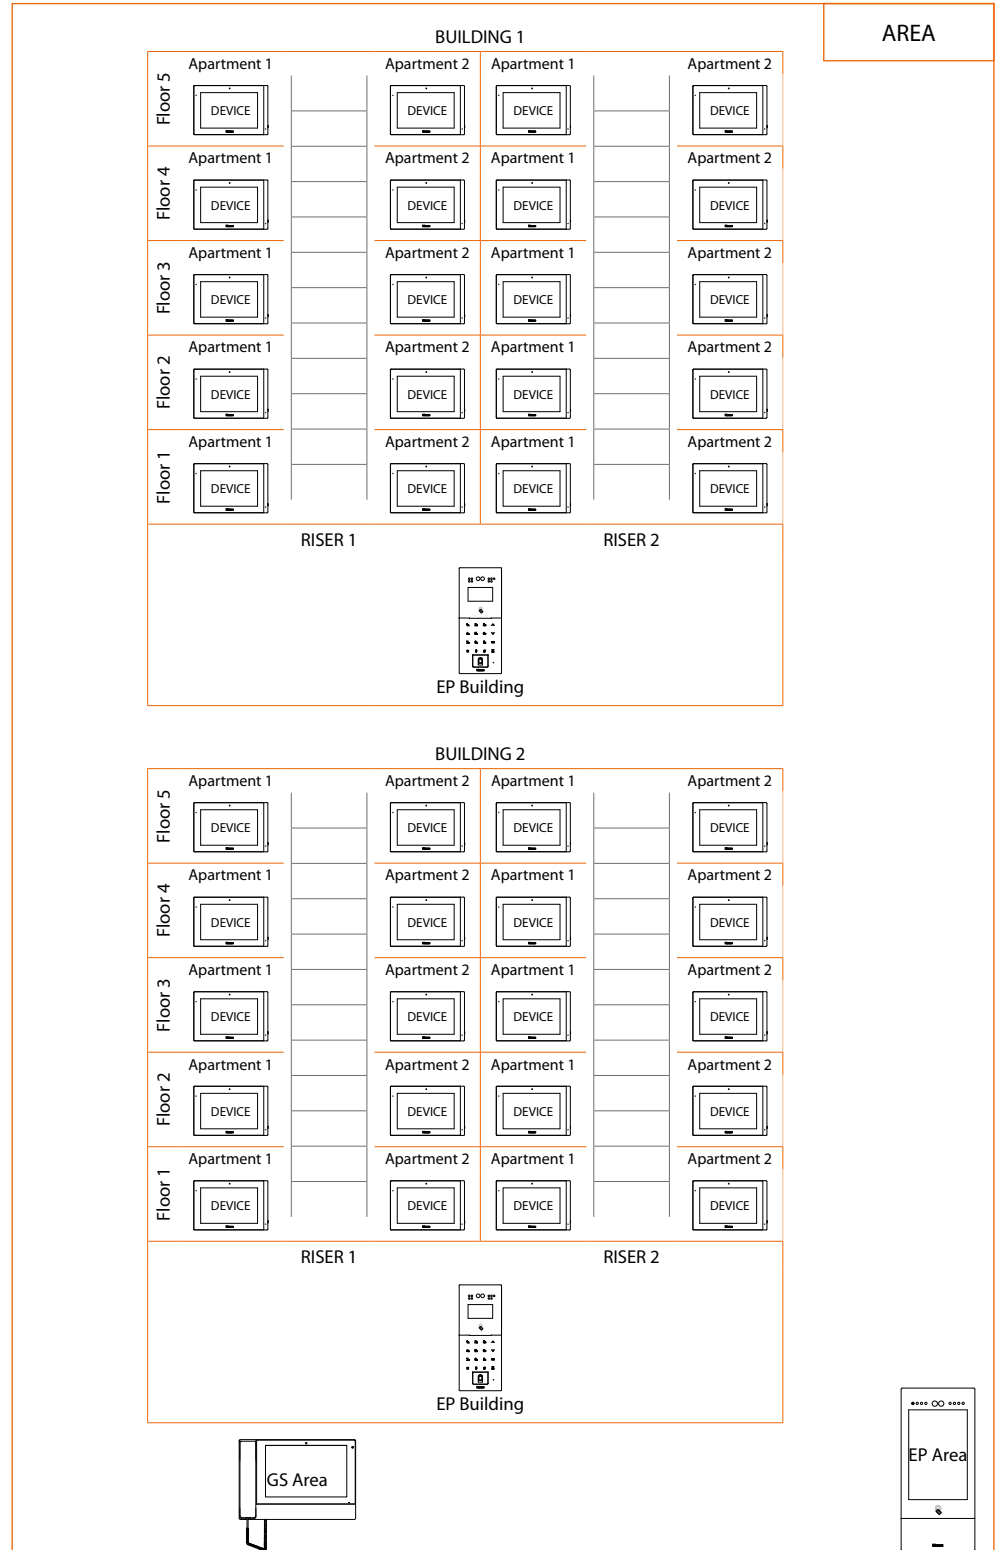 AREA
BUILDING 1
Floor 5
Apartment 1 Apartment 2 Apartment 1 Apartment 2
DEVICE DEVICE DEVICE DEVICE
Floor 4
Apartment 1 Apartment 2 Apartment 1 Apartment 2
DEVICE DEVICE DEVICE DEVICE
Floor 3
Apartment 1 Apartment 2 Apartment 1 Apartment 2
DEVICE DEVICE DEVICE DEVICE
Floor 2
Apartment 1 Apartment 2 Apartment 1 Apartment 2
DEVICE DEVICE DEVICE DEVICE
Floor 1
Apartment 1 Apartment 2 Apartment 1 Apartment 2
DEVICE DEVICE DEVICE DEVICE
RISER 1 RISER 2
EP Building
BUILDING 2
Floor 5
Apartment 1 Apartment 2 Apartment 1 Apartment 2
DEVICE DEVICE DEVICE DEVICE
Floor 4
Apartment 1 Apartment 2 Apartment 1 Apartment 2
DEVICE DEVICE DEVICE DEVICE
Floor 3
Apartment 1 Apartment 2 Apartment 1 Apartment 2
DEVICE DEVICE DEVICE DEVICE
Floor 2
Apartment 1 Apartment 2 Apartment 1 Apartment 2
DEVICE DEVICE DEVICE DEVICE
Floor 1
Apartment 1 Apartment 2 Apartment 1 Apartment 2
DEVICE DEVICE DEVICE DEVICE
RISER 1 RISER 2
EP Building
GS Area
EP Area